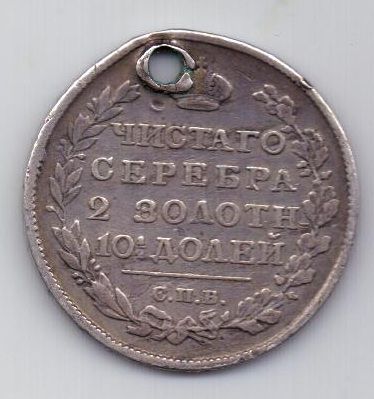 ЧИСТАГО
СЕРЕБРА
2 ЗОЛОТН
10½ ДОЛЕЙ
С.П.Б.